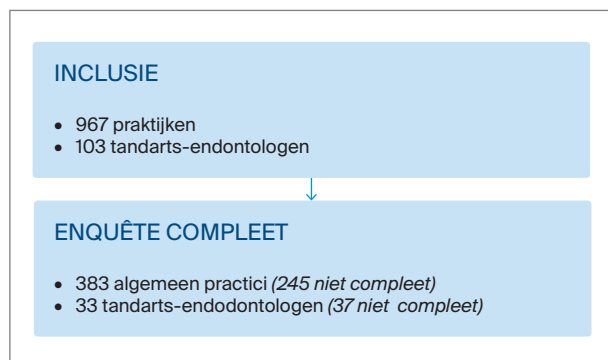 INCLUSIE
• 967 praktijken
• 103 tandarts-endontologen
ENQUÊTE COMPLEET
• 383 algemeen practici (245 niet compleet)
• 33 tandarts-endodontologen (37 niet compleet)